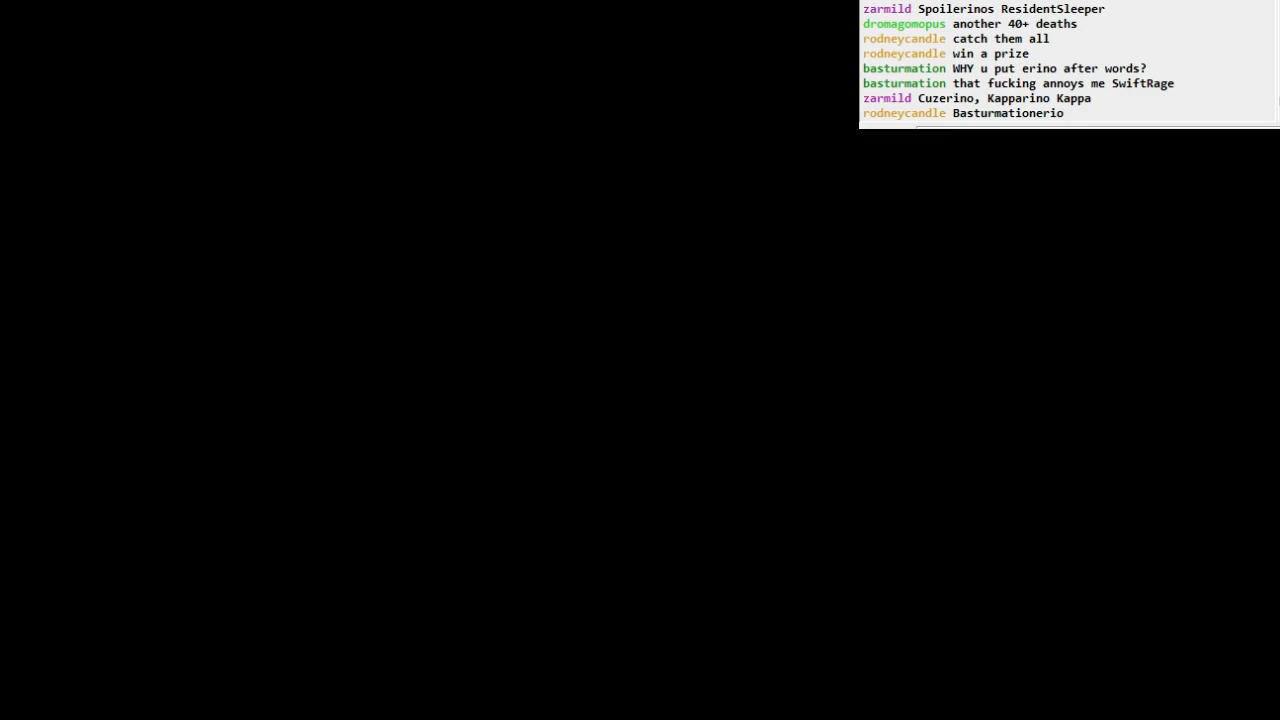 zarmild Spoilerinos ResidentSleeper
dromagomopus another 40+ deaths
rodneycandle catch them all
rodneycandle win a prize
basturmation WHY u put erino after words?
basturmation that fucking annoys me SwiftRage
zarmild Cuzerino, Kapparino Kappa
rodneycandle Basturmationerio